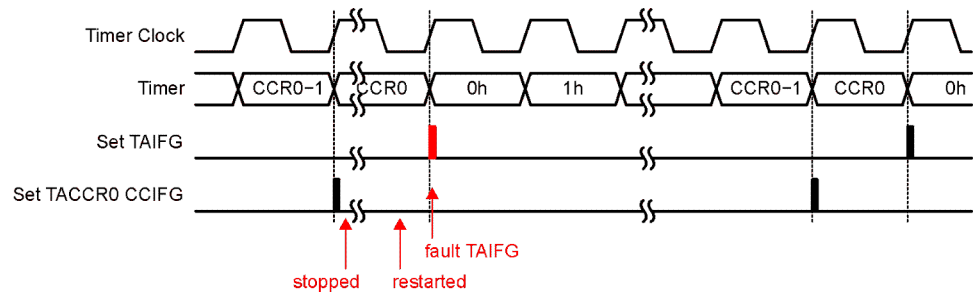 Timer Clock
Timer CCR0−1 CCR0 0h 1h CCR0−1 CCR0 0h
Set TAIFG
Set TACCR0 CCIFG
fault TAIFG
stopped restarted